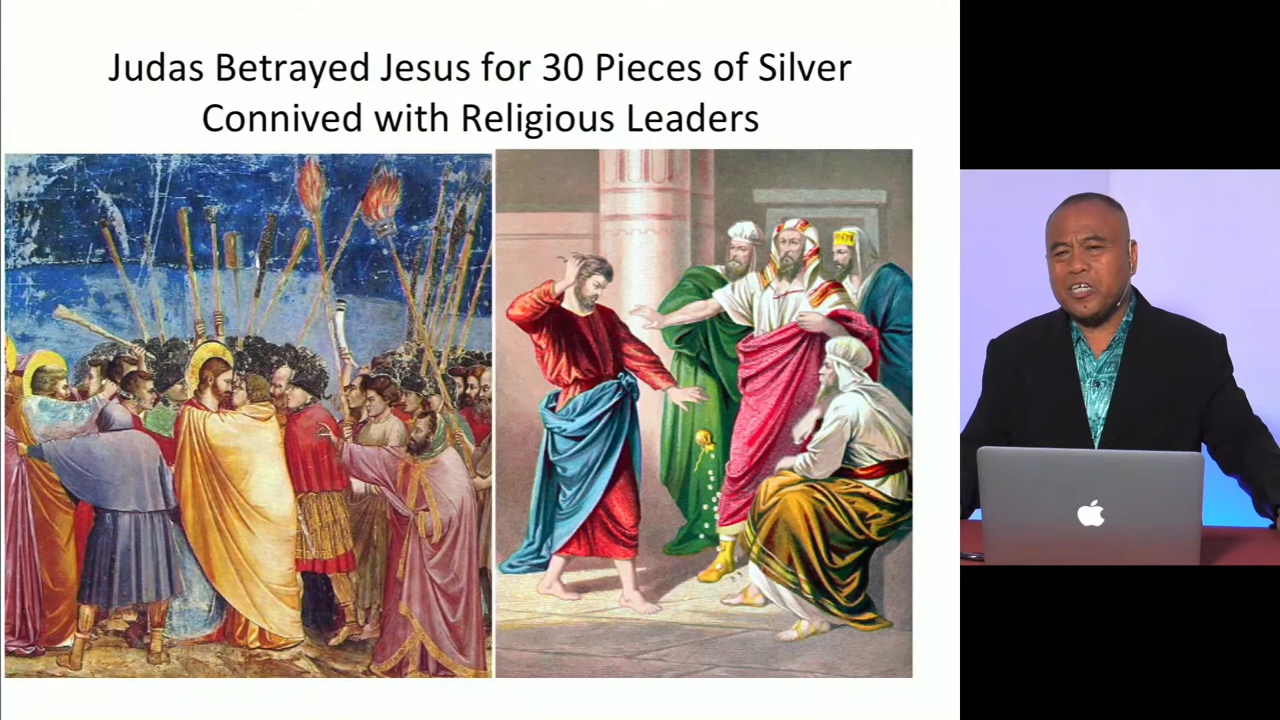 Judas Betrayed Jesus for 30 Pieces of Silver
Connived with Religious Leaders